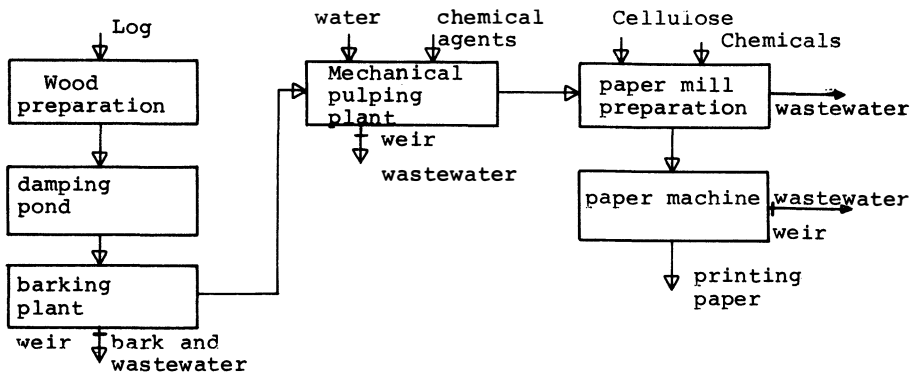 Log
Wood
preparation
damping
pond
barking
plant
weir
bark and
wastewater
water
chemical
agents
Mechanical
pulping
plant
weir
wastewater
Cellulose
Chemicals
paper mill
preparation
wastewater
paper machine
wastewater
weir
printing
paper